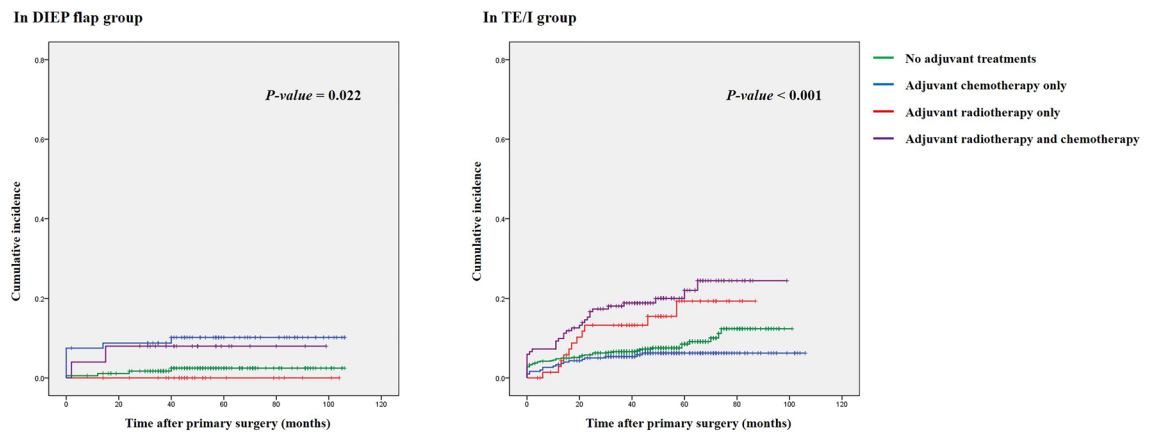 In DIEP flap group
In TE/I group
0.8
0.6
0.4
0.2
0.0
Cumulative incidence
P-value = 0.022
0
20
40
60
80
100
120
Time after primary surgery (months)
0.8
0.6
0.4
0.2
0.0
Cumulative incidence
P-value < 0.001
0
20
40
60
80
100
120
Time after primary surgery (months)
No adjuvant treatments
Adjuvant chemotherapy only
Adjuvant radiotherapy only
Adjuvant radiotherapy and chemotherapy